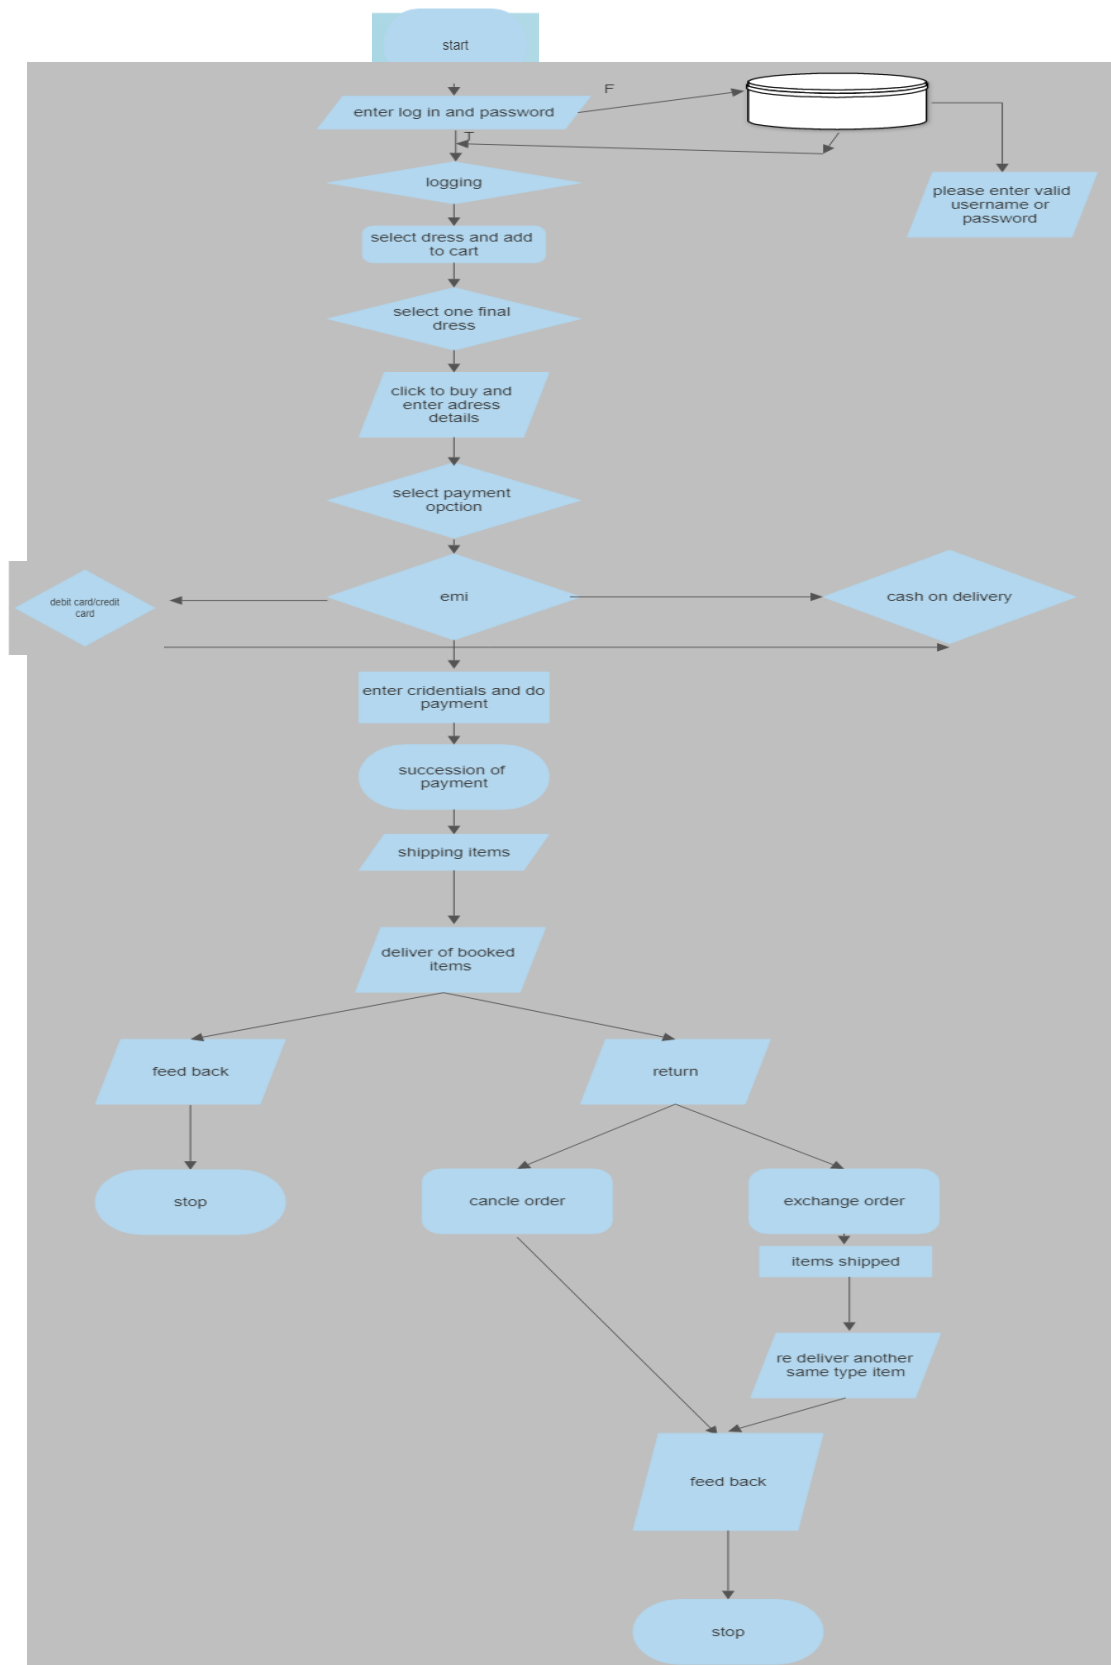 start
F
enter log in and password
T
logging
please enter valid
username or
password
select dress and add
to cart
select one final
dress
click to buy and
enter adress
details
select payment
opction
debit card/credit
card
emi
cash on delivery
enter cridentials and do
payment
succession of
payment
shipping items
deliver of booked
items
feed back
return
stop
cancle order
exchange order
items shipped
re deliver another
same type item
feed back
stop